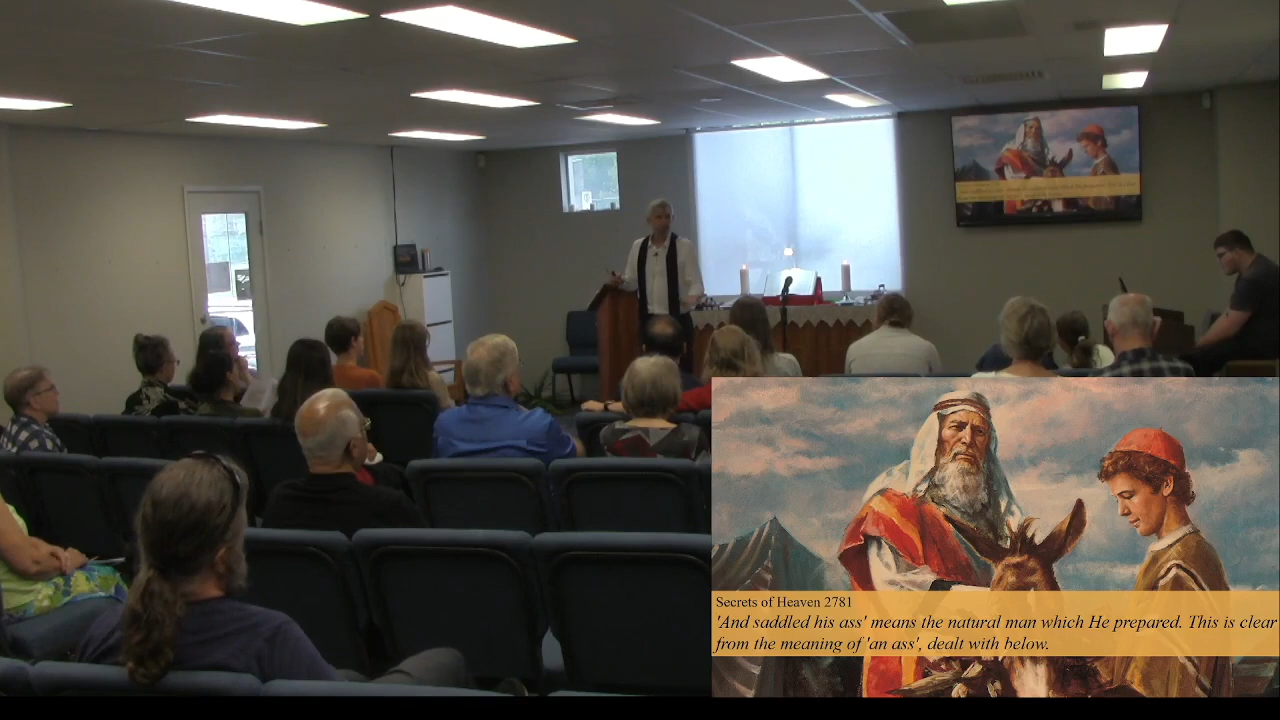 Secrets of Heaven 2781
'And saddled his ass' means the natural man which He prepared. This is clear
from the meaning of 'an ass', dealt with below.